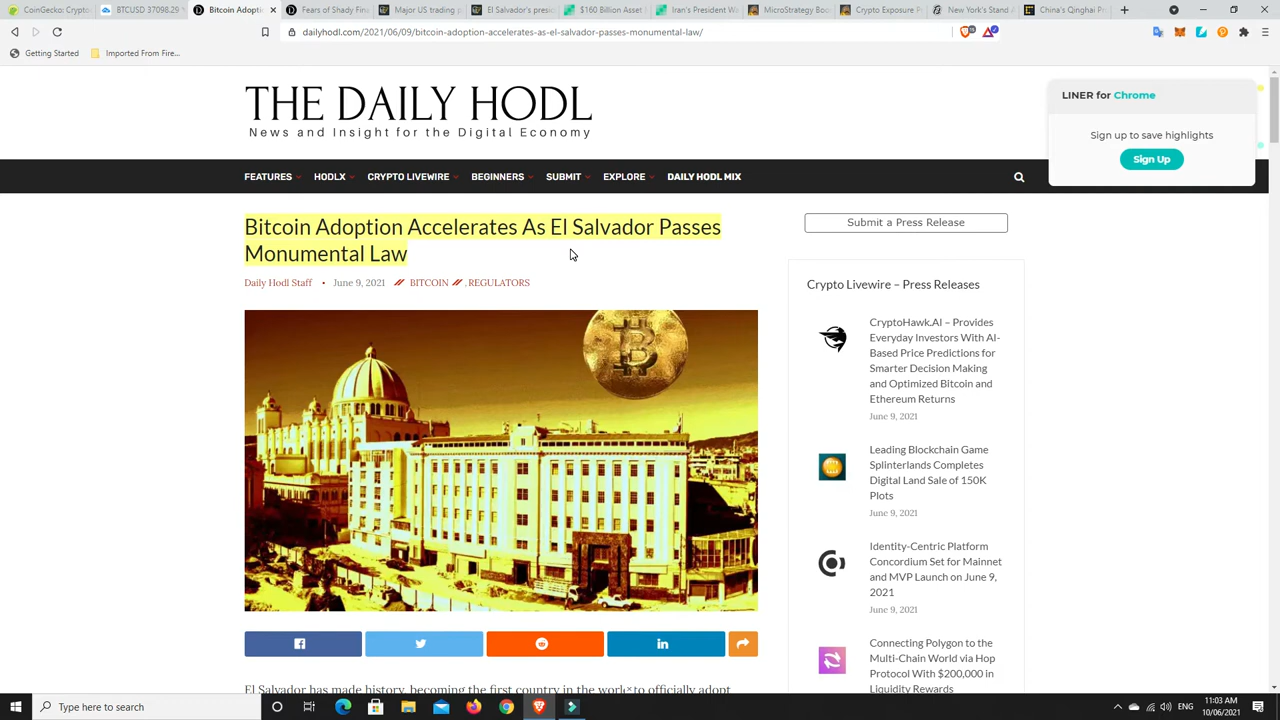 CoinGecko: Crypto
BTCUSD 37098.29
Bitcoin Adopti
Fears of Shady Fina
Major US trading p
El Salvador's presi
$160 Billion Asset
Iran's President We
MicroStrategy Boo
Crypto Exposure P
New York's Stand A
China's Qinghai Pr
dailyhodl.com/2021/06/09/bitcoin-adoption-accelerates-as-el-salvador-passes-monumental-law/
Getting Started
Imported From Fire...
LINER for Chrome
Sign up to save highlights
Sign Up
THE DAILY HODL
News and Insight for the Digital Economy
FEATURES HODLX CRYPTO LIVEWIRE BEGINNERS SUBMIT EXPLORE DAILY HODL MIX
Bitcoin Adoption Accelerates As El Salvador Passes
Monumental Law
Daily Hodl Staff • June 9, 2021 // BITCOIN // , REGULATORS
Submit a Press Release
Crypto Livewire – Press Releases
CryptoHawk.AI – Provides
Everyday Investors With AI-
Based Price Predictions for
Smarter Decision Making
and Optimized Bitcoin and
Ethereum Returns
June 9, 2021
Leading Blockchain Game
Splinterlands Completes
Digital Land Sale of 150K
Plots
June 9, 2021
Identity-Centric Platform
Concordium Set for Mainnet
and MVP Launch on June 9,
2021
June 9, 2021
Connecting Polygon to the
Multi-Chain World via Hop
Protocol With $200,000 in
Liquidity Rewards
El Salvador has made history, becoming the first country in the world to officially adopt
Type here to search
ENG
11:03 AM
10/06/2021